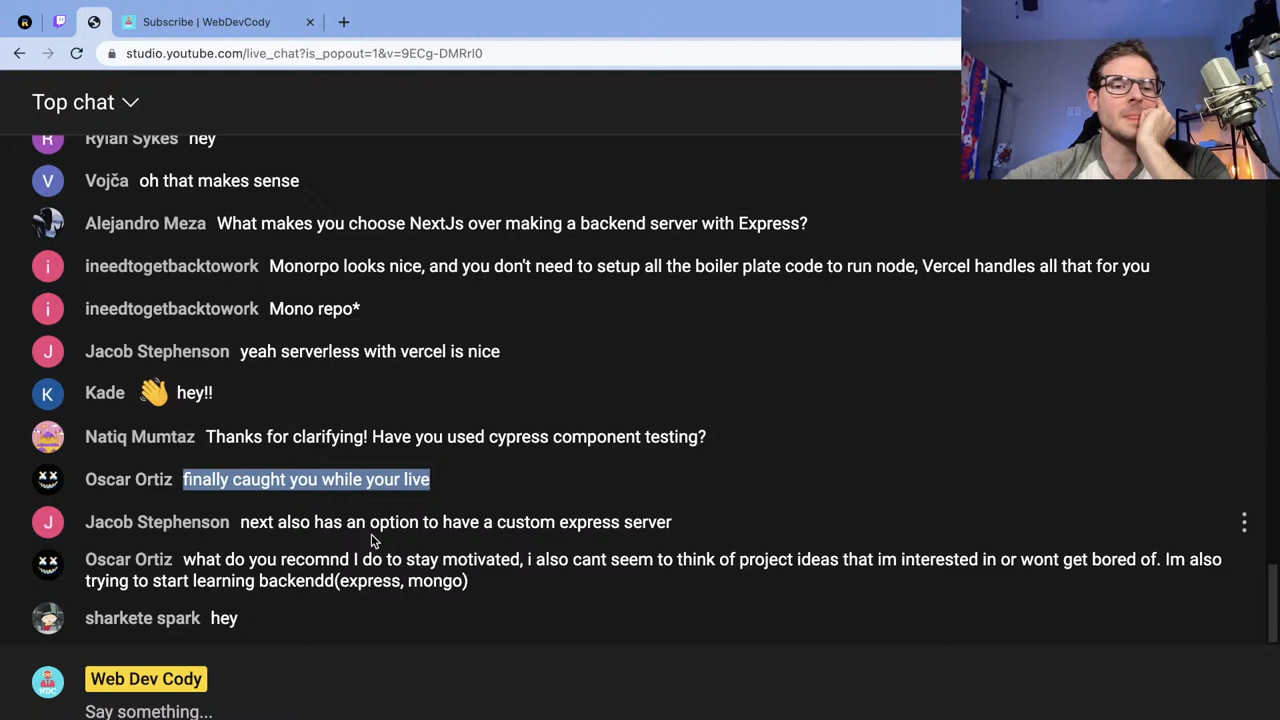 Subscribe | WebDevCody
studio.youtube.com/live_chat?is_popout=1&v=9ECg-DMRrl0
Top chat
Rylan Sykes hey
Vojča oh that makes sense
Alejandro Meza What makes you choose NextJs over making a backend server with Express?
ineedtogetbacktowork Monorpo looks nice, and you don't need to setup all the boiler plate code to run node, Vercel handles all that for you
ineedtogetbacktowork Mono repo*
Jacob Stephenson yeah serverless with vercel is nice
Kade 👋 hey!!
Natiq Mumtaz Thanks for clarifying! Have you used cypress component testing?
Oscar Ortiz finally caught you while your live
Jacob Stephenson next also has an option to have a custom express server
Oscar Ortiz what do you recomnd I do to stay motivated, i also cant seem to think of project ideas that im interested in or wont get bored of. Im also
trying to start learning backendd(express, mongo)
sharkete spark hey
Web Dev Cody
Say something...